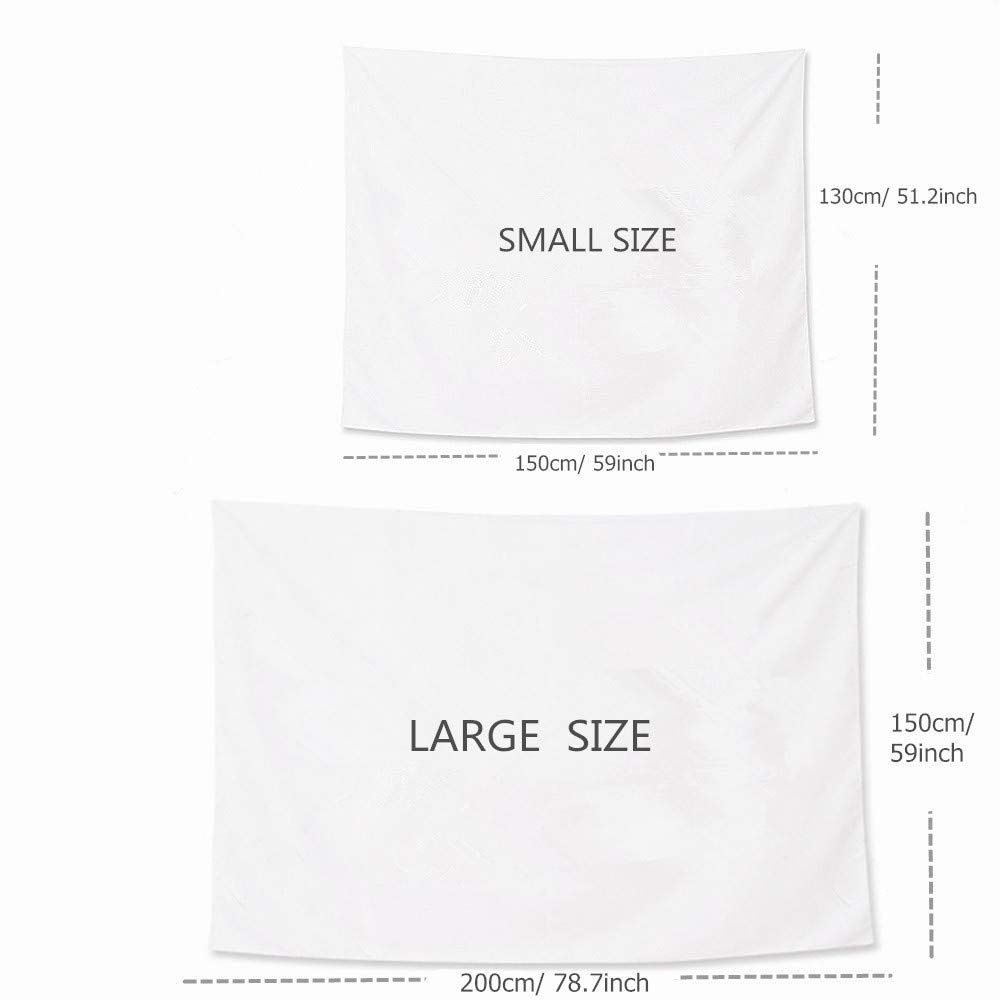 130cm/ 51.2inch
SMALL SIZE
150cm/ 59inch
LARGE  SIZE
150cm/
59inch
200cm/ 78.7inch